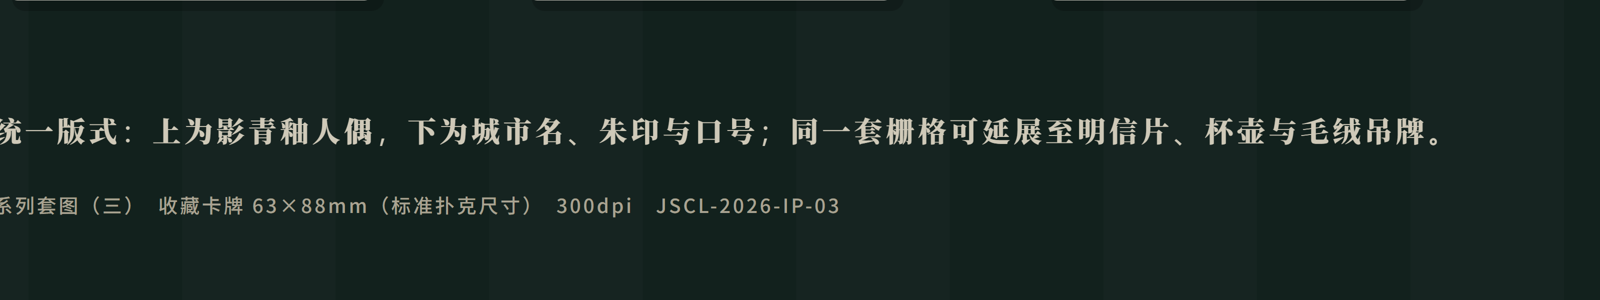 统一版式：上为影青釉人偶，下为城市名、朱印与口号；同一套栅格可延展至明信片、杯壶与毛绒吊牌。
系列套图（三） 收藏卡牌 63×88mm（标准扑克尺寸） 300dpi JSCL-2026-IP-03